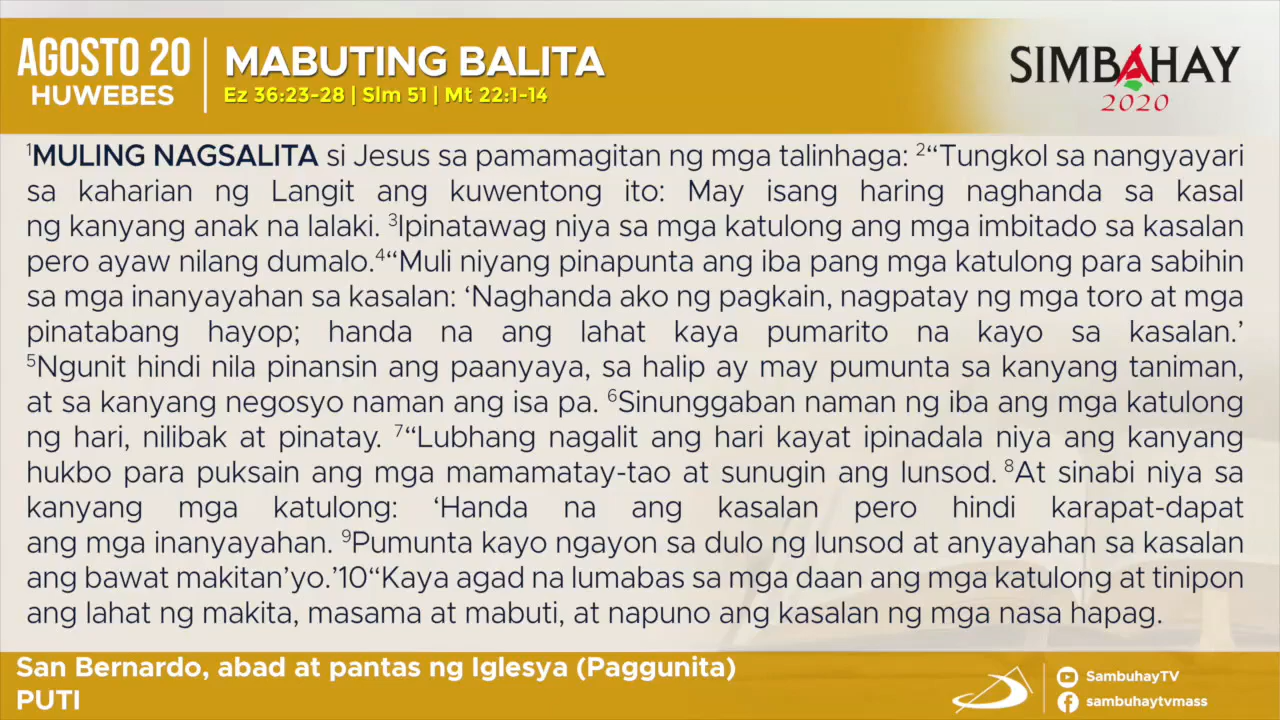 AGOSTO 20
HUWEBES
MABUTING BALITA
Ez 36:23-28 | Slm 51 | Mt 22:1-14
SIMBAHAY
2020
¹MULING NAGSALITA si Jesus sa pamamagitan ng mga talinhaga: ²“Tungkol sa nangyayari
sa kaharian ng Langit ang kuwentong ito: May isang haring naghanda sa kasal
ng kanyang anak na lalaki. ³Ipinatawag niya sa mga katulong ang mga imbitado sa kasalan
pero ayaw nilang dumalo.⁴“Muli niyang pinapunta ang iba pang mga katulong para sabihin
sa mga inanyayahan sa kasalan: ‘Naghanda ako ng pagkain, nagpatay ng mga toro at mga
pinatabang hayop; handa na ang lahat kaya pumarito na kayo sa kasalan.’
⁵Ngunit hindi nila pinansin ang paanyaya, sa halip ay may pumunta sa kanyang taniman,
at sa kanyang negosyo naman ang isa pa. ⁶Sinunggaban naman ng iba ang mga katulong
ng hari, nilibak at pinatay. ⁷“Lubhang nagalit ang hari kayat ipinadala niya ang kanyang
hukbo para puksain ang mga mamamatay-tao at sunugin ang lunsod. ⁸At sinabi niya sa
kanyang mga katulong: ‘Handa na ang kasalan pero hindi karapat-dapat
ang mga inanyayahan. ⁹Pumunta kayo ngayon sa dulo ng lunsod at anyayahan sa kasalan
ang bawat makitan’yo.’10“Kaya agad na lumabas sa mga daan ang mga katulong at tinipon
ang lahat ng makita, masama at mabuti, at napuno ang kasalan ng mga nasa hapag.
San Bernardo, abad at pantas ng Iglesya (Paggunita)
PUTI
SambuhayTV
sambuhaytvmass